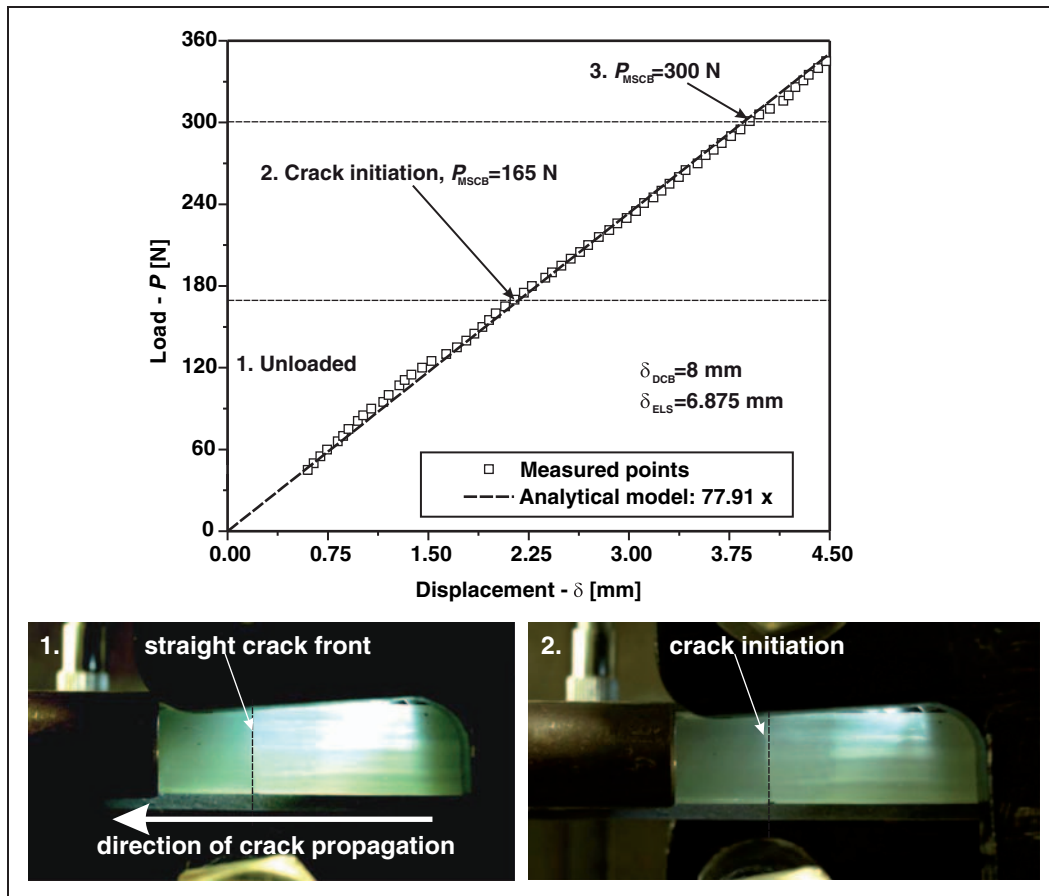 360
300
240
180
120
60
0
Load - P [N]
3. P_MSCB=300 N
2. Crack initiation, P_MSCB=165 N
1. Unloaded
δ_DCB=8 mm
δ_ELS=6.875 mm
Measured points
Analytical model: 77.91 x
0.00 0.75 1.50 2.25 3.00 3.75 4.50
Displacement - δ [mm]
1.
straight crack front
direction of crack propagation
2.
crack initiation